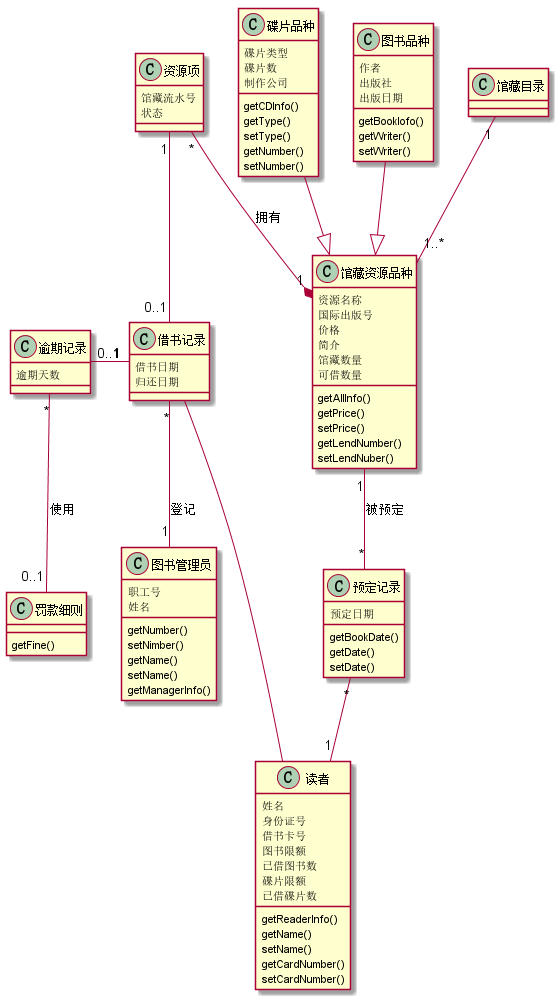 C 碟片品种
碟片类型
碟片数
制作公司
getCDInfo()
getType()
setType()
getNumber()
setNumber()
C 图书品种
作者
出版社
出版日期
getBookIofo()
getWriter()
setWriter()
C 资源项
馆藏流水号
状态
C 馆藏目录
1
*
1
拥有
1
1..*
C 馆藏资源品种
资源名称
国际出版号
价格
简介
馆藏数量
可借数量
getAllInfo()
getPrice()
setPrice()
getLendNumber()
setLendNuber()
0..1
C 逾期记录
逾期天数
0..1
C 借书记录
借书日期
归还日期
*
*
使用
登记
1
被预定
0..1
1
*
C 图书管理员
职工号
姓名
getNumber()
setNimber()
getName()
setName()
getManagerInfo()
C 罚款细则
getFine()
C 预定记录
预定日期
getBookDate()
getDate()
setDate()
*
1
C 读者
姓名
身份证号
借书卡号
图书限额
已借图书数
碟片限额
已借碟片数
getReaderInfo()
getName()
setName()
getCardNumber()
setCardNumber()